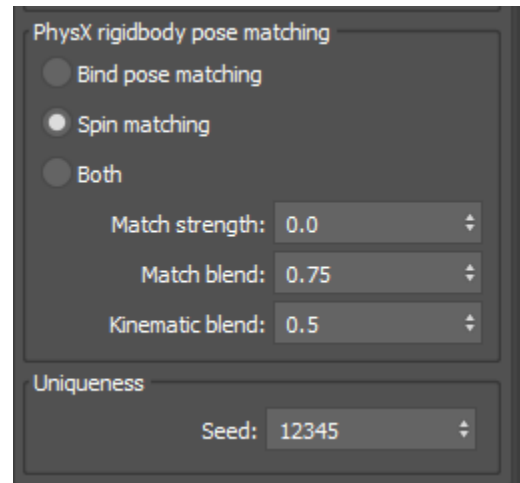 PhysX rigidbody pose matching
Bind pose matching
Spin matching
Both
Match strength: 0.0
Match blend: 0.75
Kinematic blend: 0.5
Uniqueness
Seed: 12345